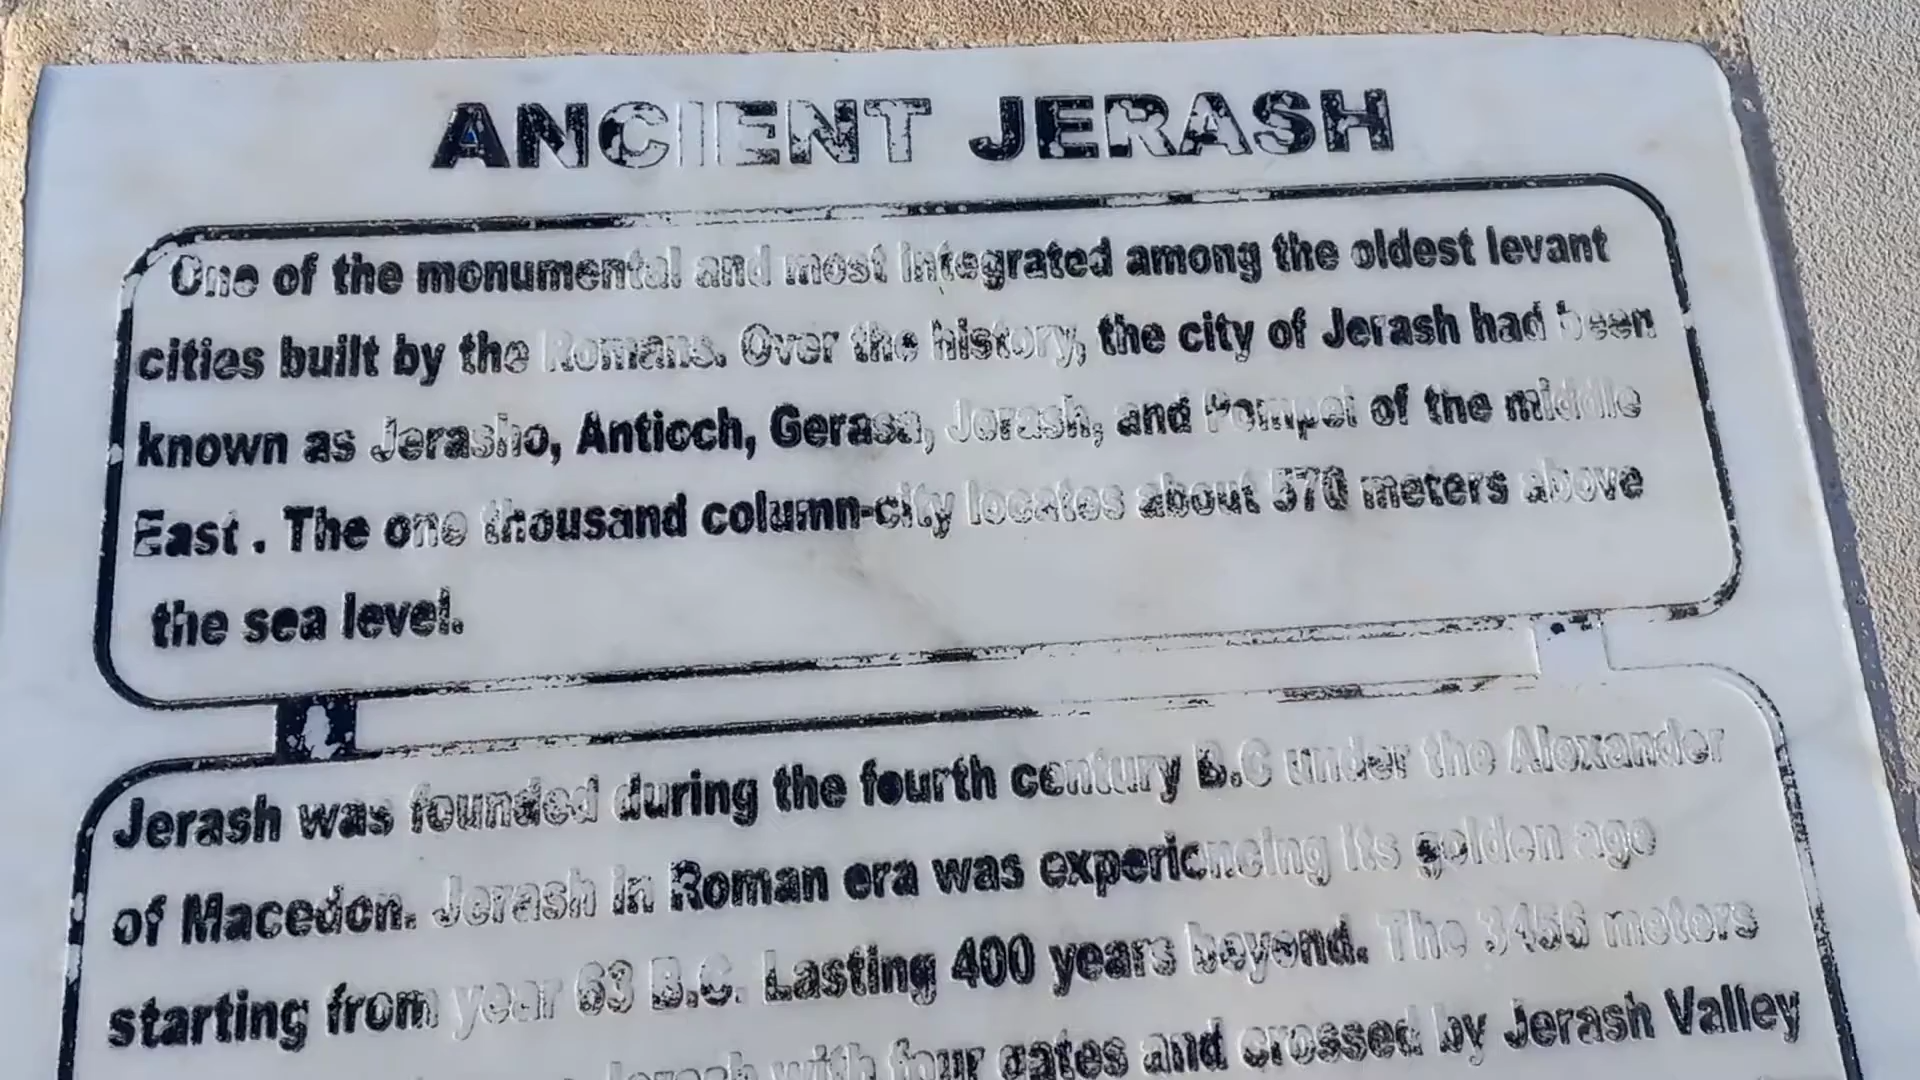 ANCIENT JERASH
One of the monumental and most integrated among the oldest levant
cities built by the Romans. Over the history, the city of Jerash had been
known as Jerasho, Antioch, Gerasa, Jerash, and Pompei of the middle
East . The one thousand column-city locates about 570 meters above
the sea level.
Jerash was founded during the fourth century B.C under the Alexander
of Macedon. Jerash in Roman era was experiencing its golden age
starting from year 63 B.C. Lasting 400 years beyond. The 3456 meters
Jerash with four gates and crossed by Jerash Valley